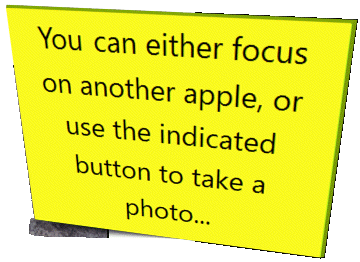 You can either focus
on another apple, or
use the indicated
button to take a
photo...